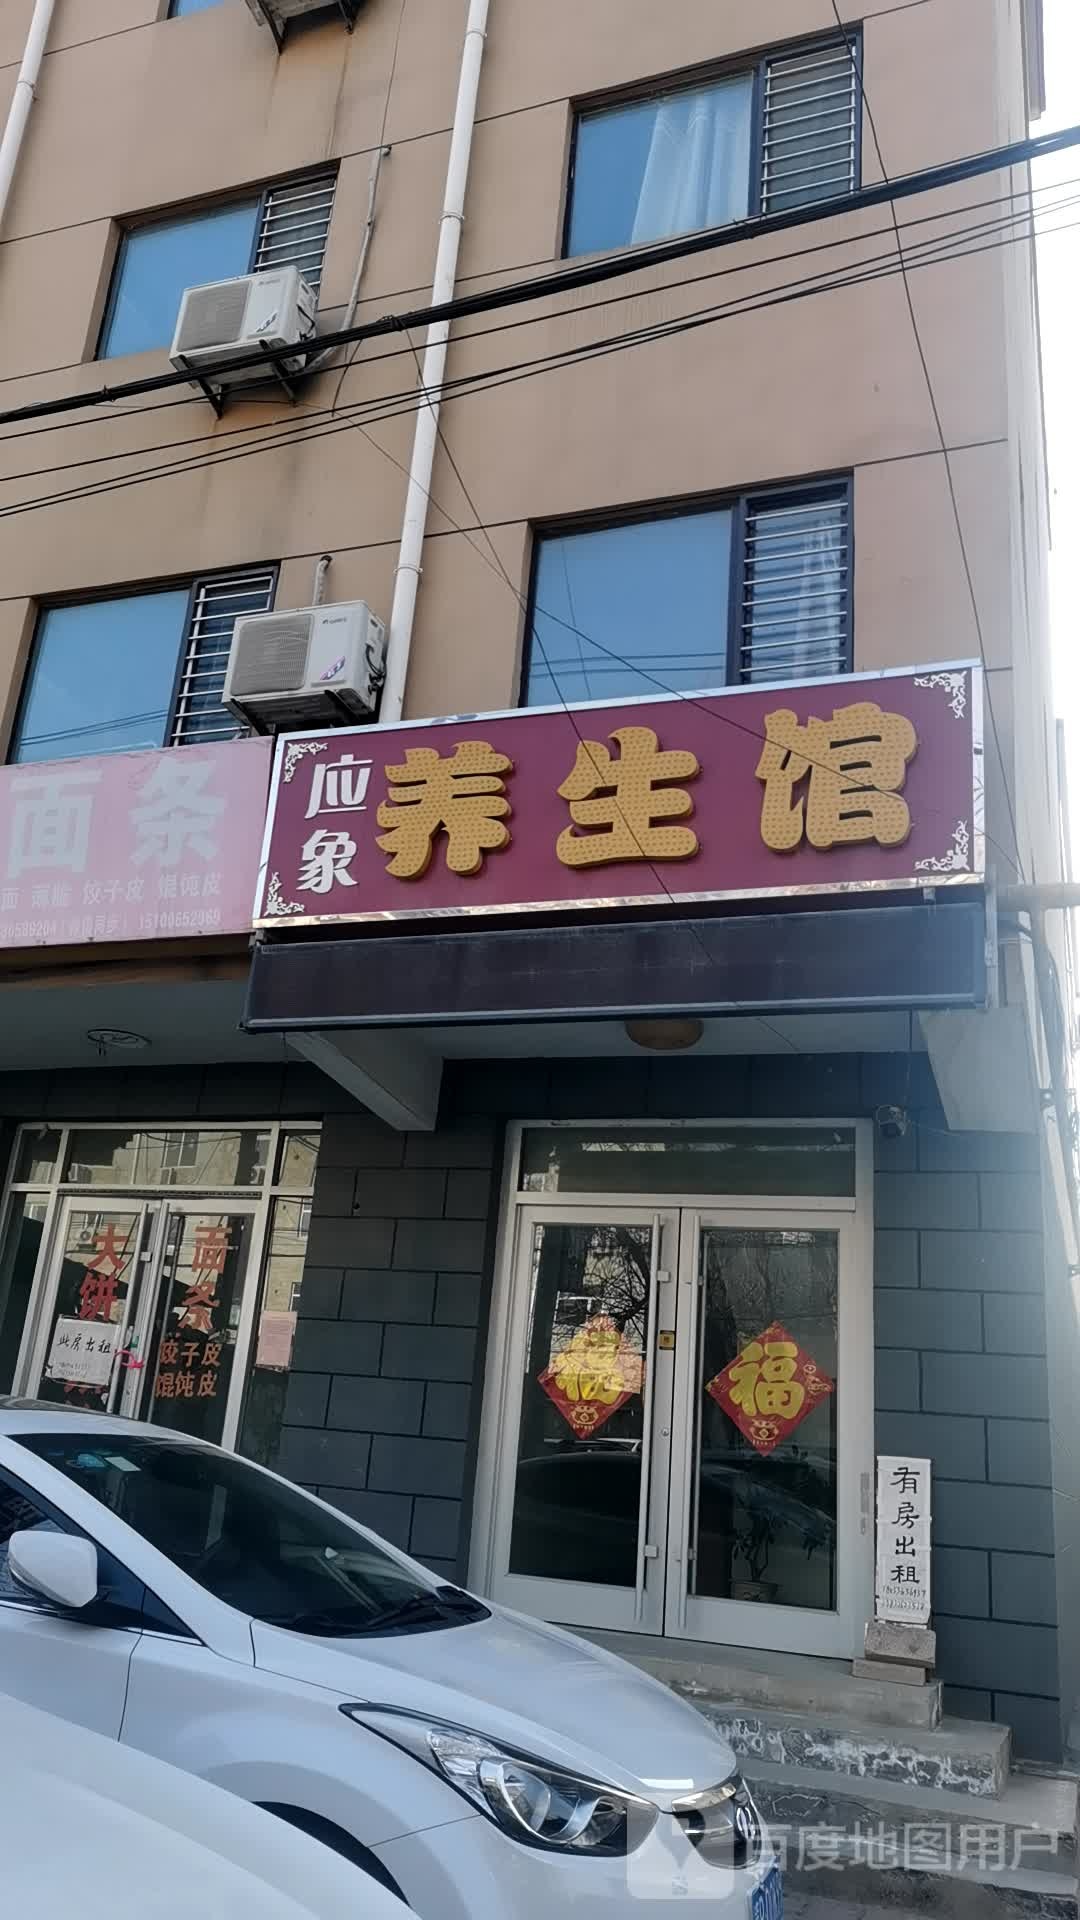 应象
养生馆
面条
饺子皮 馄饨皮
15100652969
大饼
面条
饺子皮
馄饨皮
此房出租
福
福
有房出租
百度地图用户